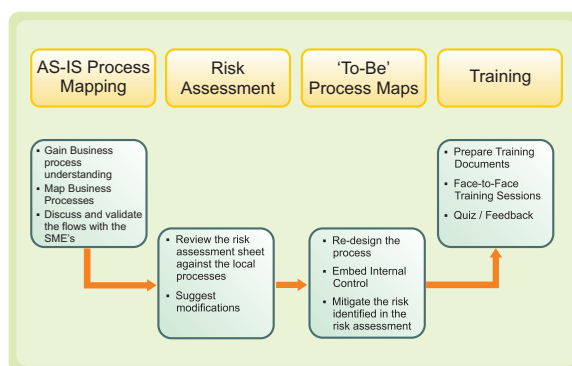 AS-IS Process
Mapping
Risk
Assessment
‘To-Be’
Process Maps
Training
▪ Gain Business
process
understanding
▪ Map Business
Processes
▪ Discuss and validate
the flows with the
SME's
▪ Review the risk
assessment sheet
against the local
processes
▪ Suggest
modifications
▪ Re-design the
process
▪ Embed Internal
Control
▪ Mitigate the risk
identified in the
risk assessment
▪ Prepare Training
Documents
▪ Face-to-Face
Training Sessions
▪ Quiz / Feedback